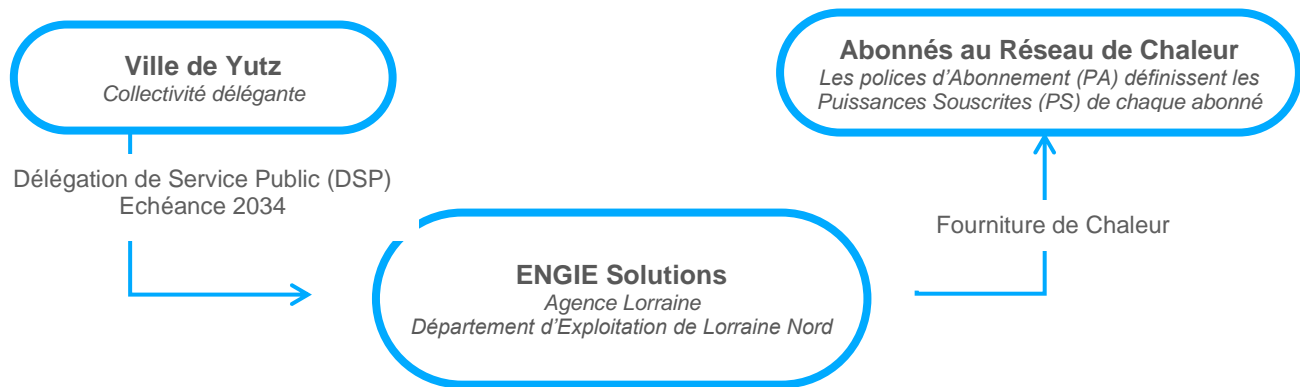 Ville de Yutz
Collectivité délégante
Abonnés au Réseau de Chaleur
Les polices d’Abonnement (PA) définissent les
Puissances Souscrites (PS) de chaque abonné
Délégation de Service Public (DSP)
Echéance 2034
Fourniture de Chaleur
ENGIE Solutions
Agence Lorraine
Département d’Exploitation de Lorraine Nord